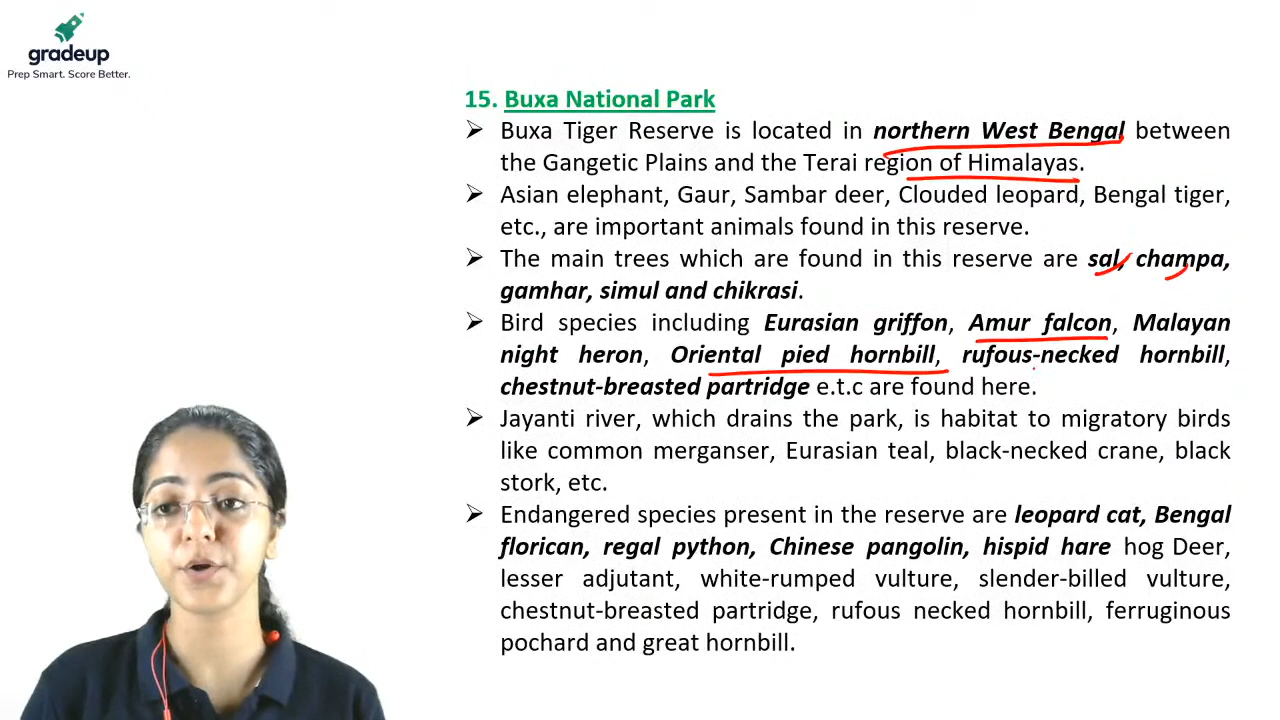 gradeup
Prep Smart. Score Better.
15. Buxa National Park
➢ Buxa Tiger Reserve is located in northern West Bengal between
the Gangetic Plains and the Terai region of Himalayas.
➢ Asian elephant, Gaur, Sambar deer, Clouded leopard, Bengal tiger,
etc., are important animals found in this reserve.
➢ The main trees which are found in this reserve are sal, champa,
gamhar, simul and chikrasi.
➢ Bird species including Eurasian griffon, Amur falcon, Malayan
night heron, Oriental pied hornbill, rufous-necked hornbill,
chestnut-breasted partridge e.t.c are found here.
➢ Jayanti river, which drains the park, is habitat to migratory birds
like common merganser, Eurasian teal, black-necked crane, black
stork, etc.
➢ Endangered species present in the reserve are leopard cat, Bengal
florican, regal python, Chinese pangolin, hispid hare hog Deer,
lesser adjutant, white-rumped vulture, slender-billed vulture,
chestnut-breasted partridge, rufous necked hornbill, ferruginous
pochard and great hornbill.